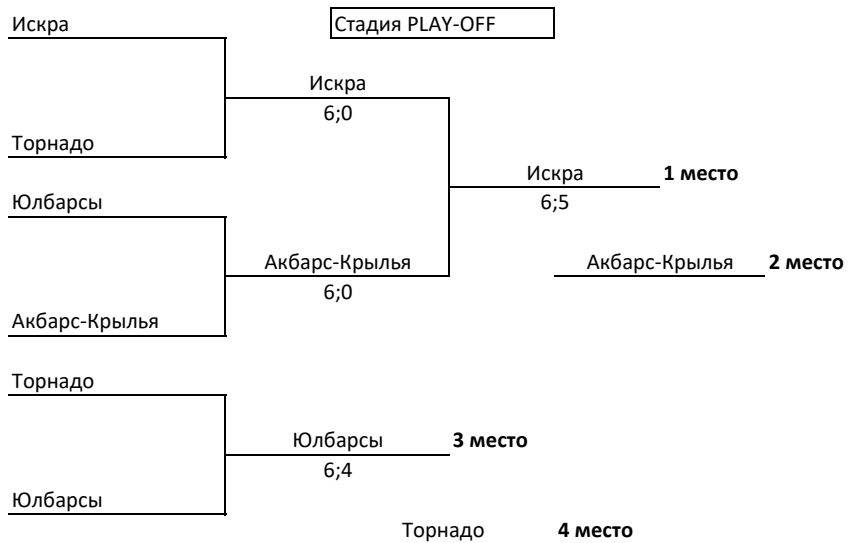 Искра
Стадия PLAY-OFF
Искра
6;0
Торнадо
Искра 1 место
Юлбарсы
6;5
Акбарс-Крылья
Акбарс-Крылья 2 место
6;0
Акбарс-Крылья
Торнадо
Юлбарсы 3 место
6;4
Юлбарсы
Торнадо 4 место